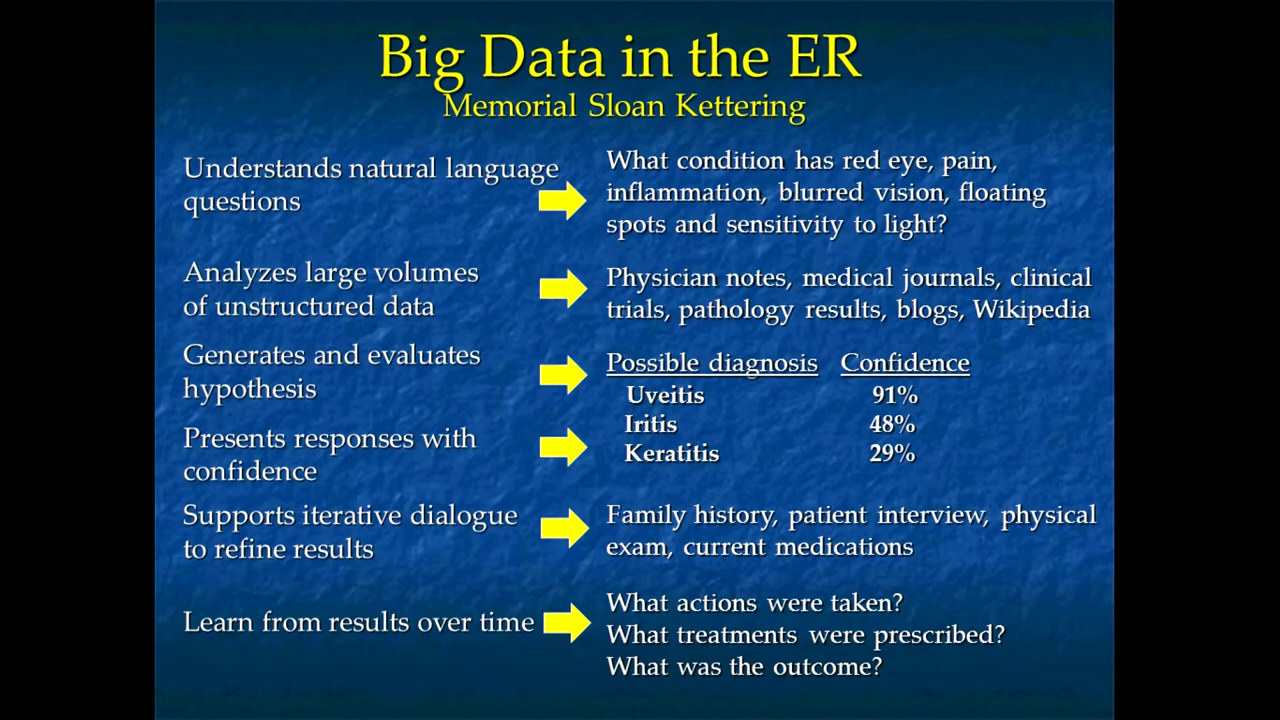 Big Data in the ER
Memorial Sloan Kettering
Understands natural language
questions
What condition has red eye, pain,
inflammation, blurred vision, floating
spots and sensitivity to light?
Analyzes large volumes
of unstructured data
Physician notes, medical journals, clinical
trials, pathology results, blogs, Wikipedia
Generates and evaluates
hypothesis
Presents responses with
confidence
Possible diagnosis Confidence
Uveitis 91%
Iritis 48%
Keratitis 29%
Supports iterative dialogue
to refine results
Family history, patient interview, physical
exam, current medications
Learn from results over time
What actions were taken?
What treatments were prescribed?
What was the outcome?